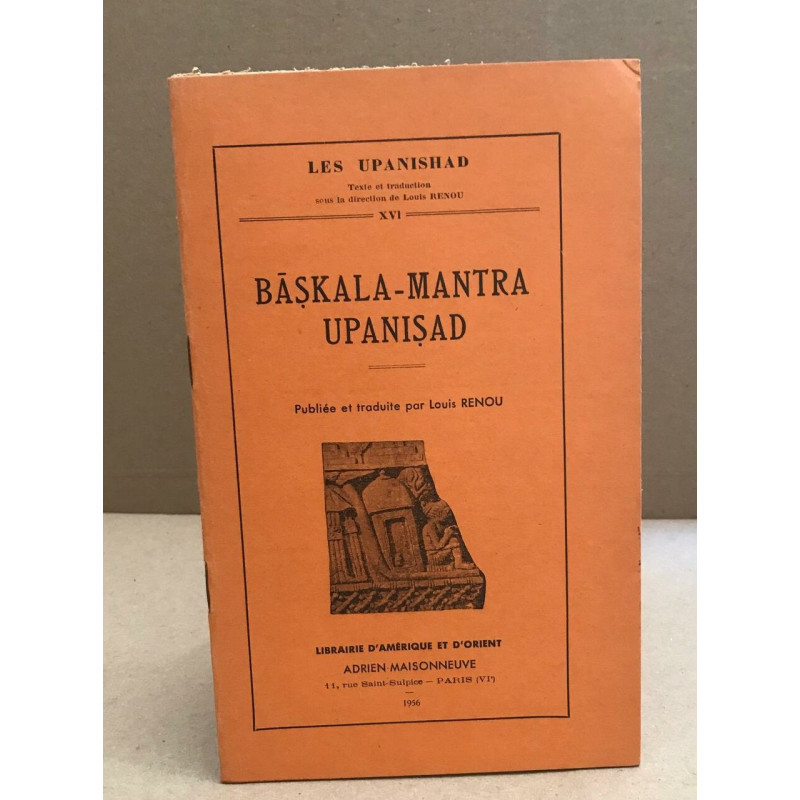 LES UPANISHAD
Texte et traduction
sous la direction de Louis RENOU
XVI
BĀṢKALA-MANTRA
UPANIṢAD
Publiée et traduite par Louis RENOU
LIBRAIRIE D'AMÉRIQUE ET D'ORIENT
ADRIEN-MAISONNEUVE
11, rue Saint-Sulpice — PARIS (VIᵉ)
1956